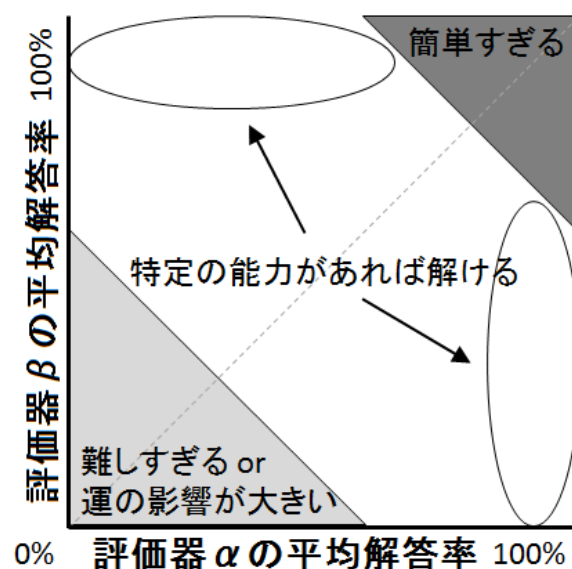 簡単すぎる
100%
評価器 β の平均解答率
特定の能力があれば解ける
難しすぎる or
運の影響が大きい
0%
評価器 α の平均解答率
100%